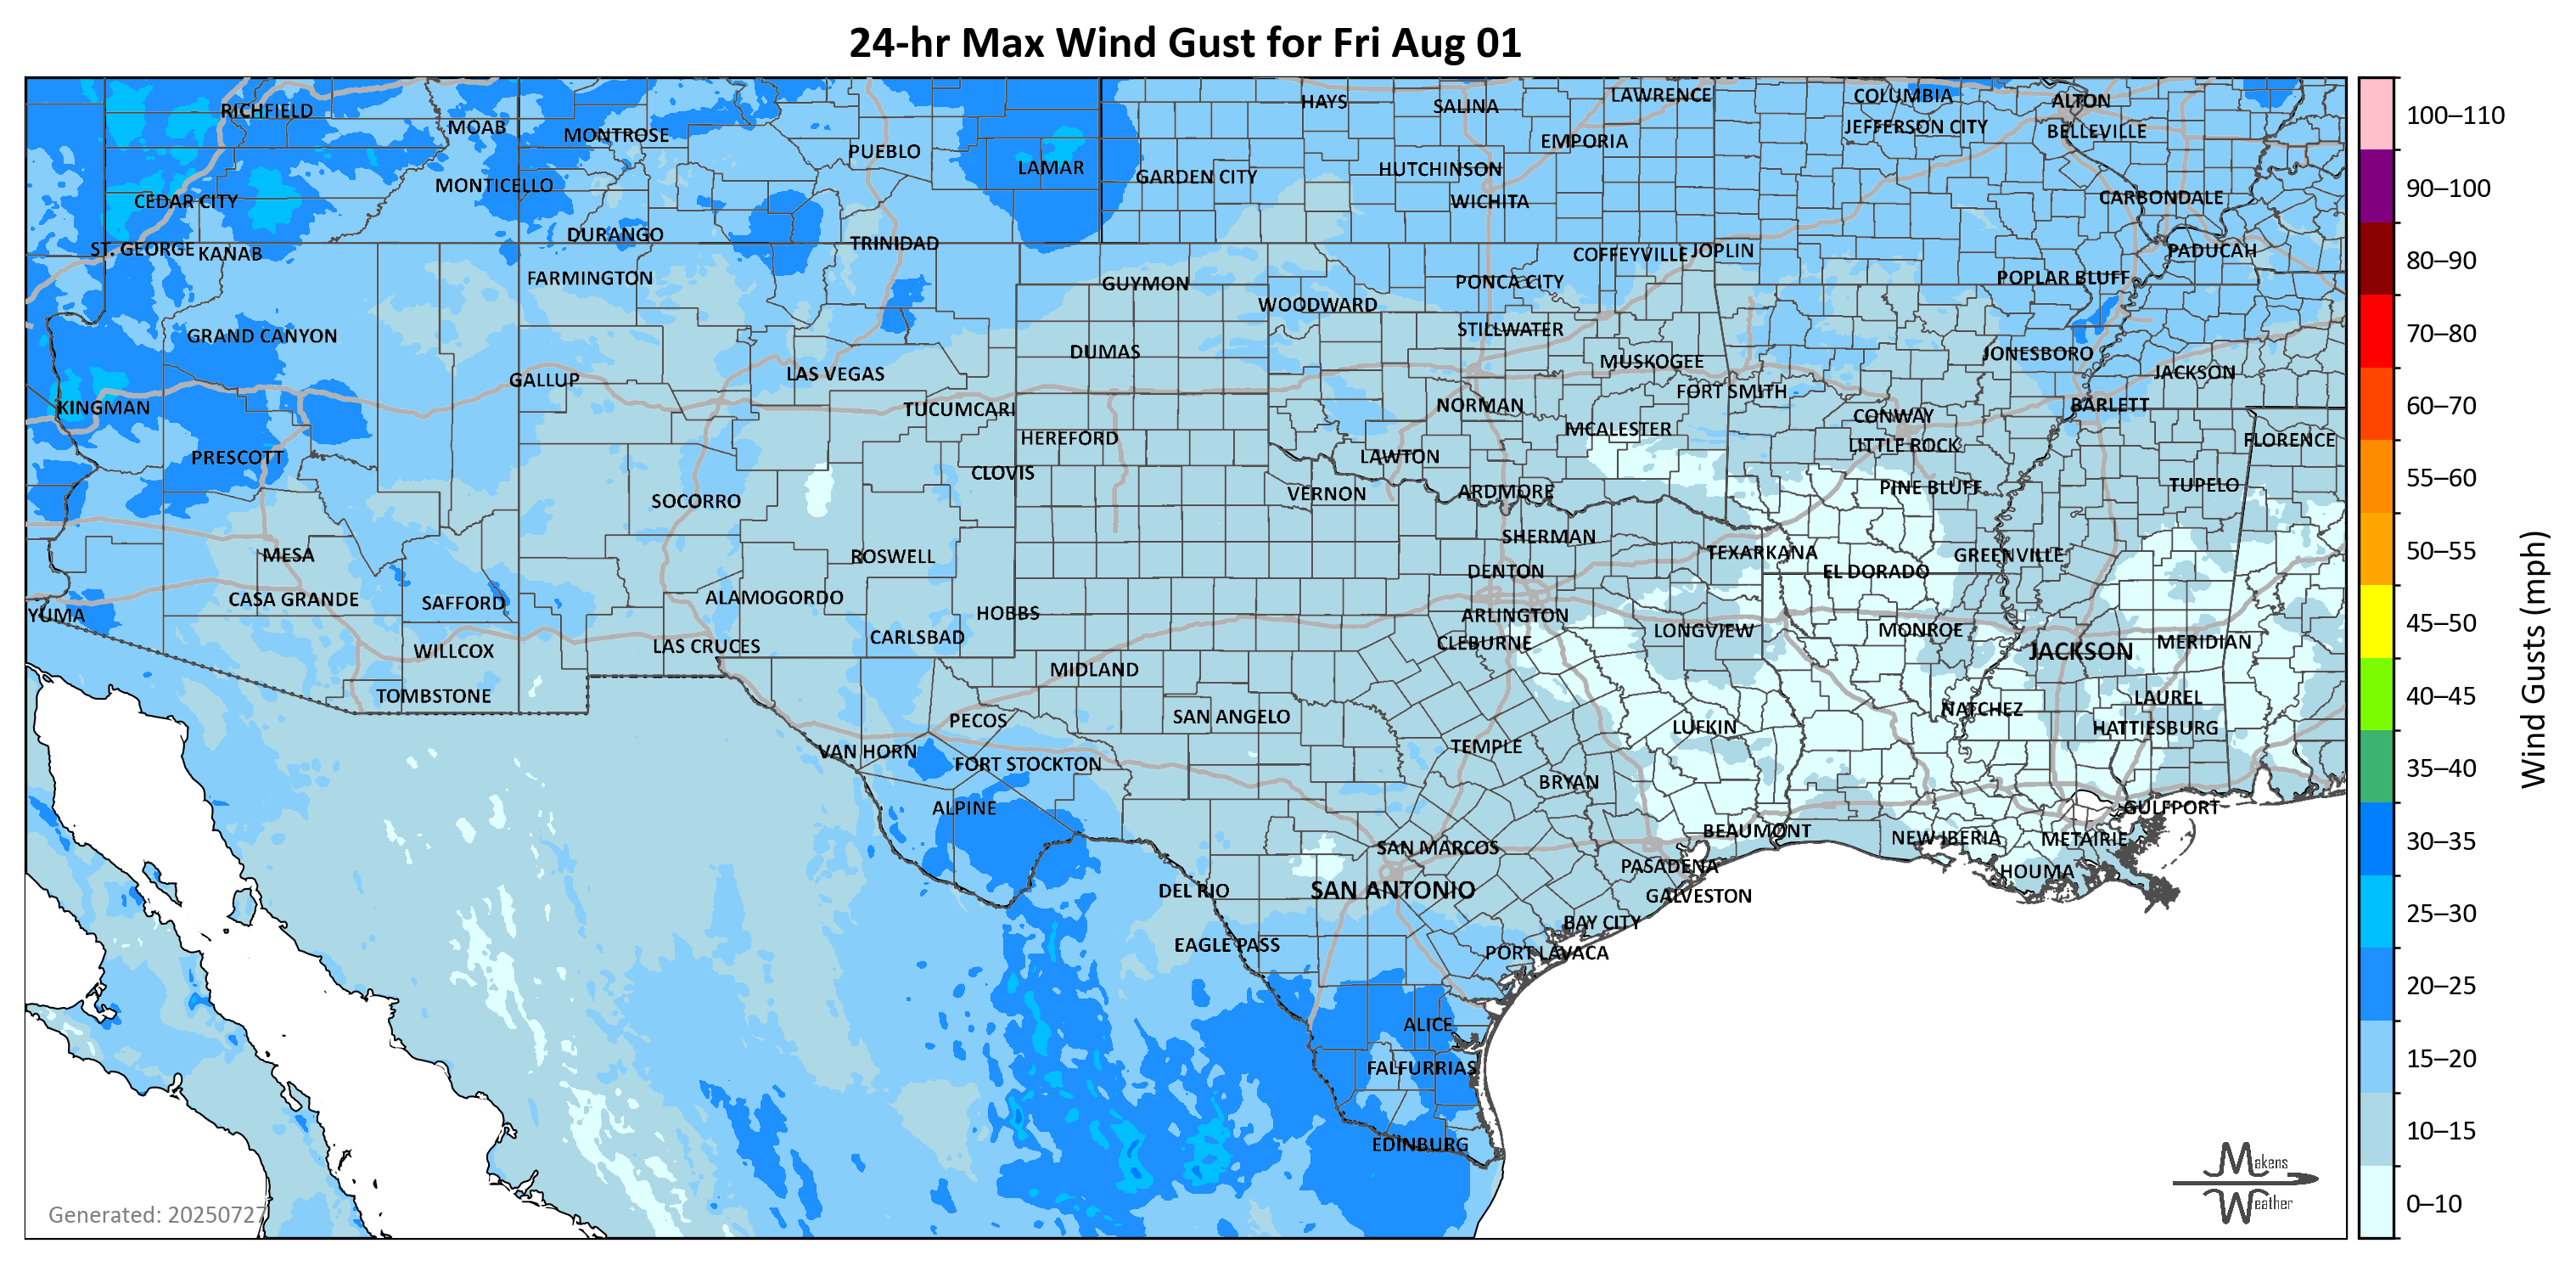 24-hr Max Wind Gust for Fri Aug 01
RICHFIELD
MOAB
MONTROSE
PUEBLO
LAMAR
HAYS
SALINA
LAWRENCE
COLUMBIA
ALTON
JEFFERSON CITY
BELLEVILLE
EMPORIA
HUTCHINSON
GARDEN CITY
WICHITA
MONTICELLO
CEDAR CITY
CARBONDALE
DURANGO
TRINIDAD
ST. GEORGE
KANAB
COFFEYVILLE
JOPLIN
PADUCAH
FARMINGTON
GUYMON
PONCA CITY
POPLAR BLUFF
WOODWARD
GRAND CANYON
STILLWATER
DUMAS
MUSKOGEE
JONESBORO
JACKSON
GALLUP
LAS VEGAS
FORT SMITH
KINGMAN
TUCUMCARI
NORMAN
CONWAY
BARLETT
HEREFORD
MCALESTER
LITTLE ROCK
FLORENCE
PRESCOTT
CLOVIS
LAWTON
SOCORRO
VERNON
ARDMORE
PINE BLUFF
TUPELO
MESA
ROSWELL
SHERMAN
TEXARKANA
GREENVILLE
DENTON
EL DORADO
CASA GRANDE
SAFFORD
ALAMOGORDO
YUMA
HOBBS
ARLINGTON
LAS CRUCES
CARLSBAD
CLEBURNE
LONGVIEW
MONROE
JACKSON
MERIDIAN
WILLCOX
MIDLAND
TOMBSTONE
PECOS
SAN ANGELO
NATCHEZ
LAUREL
HATTIESBURG
VAN HORN
FORT STOCKTON
TEMPLE
LUFKIN
BRYAN
ALPINE
GULFPORT
BEAUMONT
NEW IBERIA
METAIRIE
SAN MARCOS
PASADENA
HOUMA
DEL RIO
SAN ANTONIO
GALVESTON
BAY CITY
EAGLE PASS
PORT LAVACA
ALICE
FALFURRIAS
EDINBURG
Generated: 20250727
Makens
Weather
100–110
90–100
80–90
70–80
60–70
55–60
50–55
45–50
40–45
35–40
30–35
25–30
20–25
15–20
10–15
0–10
Wind Gusts (mph)